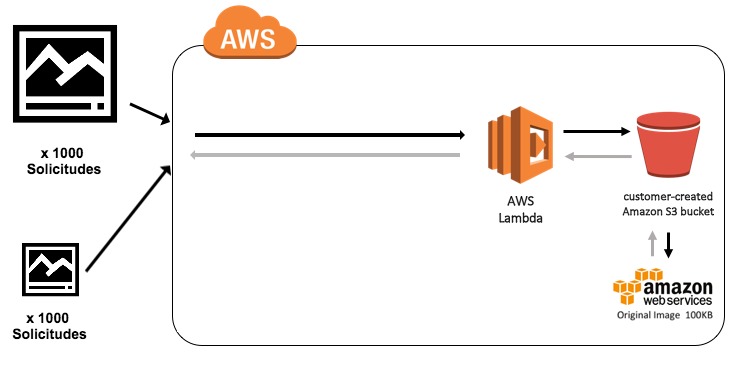 AWS
x 1000
Solicitudes
AWS
Lambda
customer-created
Amazon S3 bucket
x 1000
Solicitudes
amazon
web services
Original Image 100KB